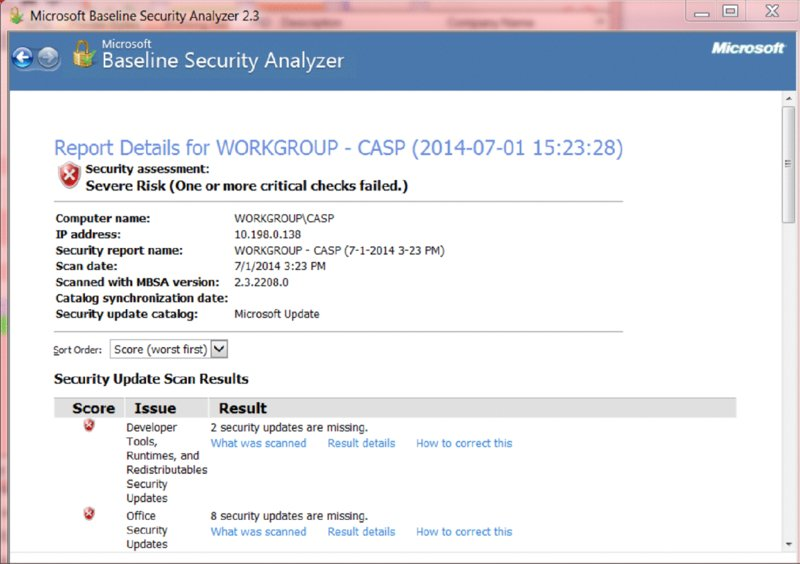 Microsoft Baseline Security Analyzer 2.3
Description Company Name
Microsoft
Baseline Security Analyzer
Microsoft
Report Details for WORKGROUP - CASP (2014-07-01 15:23:28)
Security assessment:
Severe Risk (One or more critical checks failed.)
Computer name: WORKGROUP\CASP
IP address: 10.198.0.138
Security report name: WORKGROUP - CASP (7-1-2014 3-23 PM)
Scan date: 7/1/2014 3:23 PM
Scanned with MBSA version: 2.3.2208.0
Catalog synchronization date:
Security update catalog: Microsoft Update
Sort Order: Score (worst first)
Security Update Scan Results
Score Issue Result
Developer 2 security updates are missing.
Tools, What was scanned Result details How to correct this
Runtimes, and
Redistributables
Security
Updates
Office 8 security updates are missing.
Security What was scanned Result details How to correct this
Updates